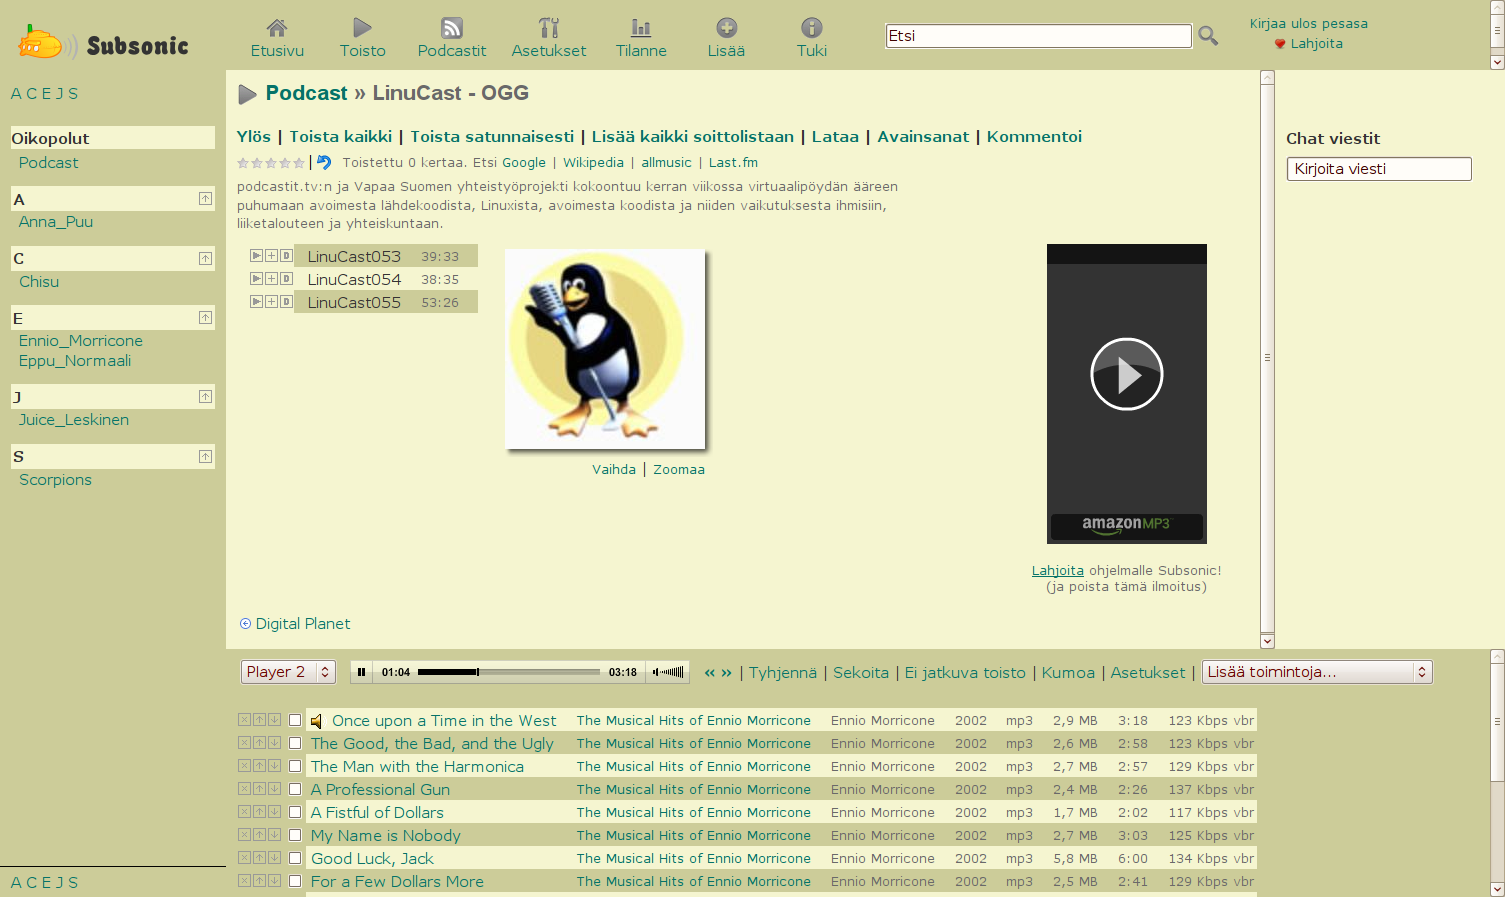 Subsonic
Etusivu
Toisto
Podcastit
Asetukset
Tilanne
Lisää
Tuki
Etsi
Kirjaa ulos pesasa
Lahjoita
A C E J S
Oikopolut
Podcast
A
Anna_Puu
C
Chisu
E
Ennio_Morricone
Eppu_Normaali
J
Juice_Leskinen
S
Scorpions
A C E J S
Podcast » LinuCast - OGG
Ylös | Toista kaikki | Toista satunnaisesti | Lisää kaikki soittolistaan | Lataa | Avainsanat | Kommentoi
| Toistettu 0 kertaa. Etsi Google | Wikipedia | allmusic | Last.fm
podcastit.tv:n ja Vapaa Suomen yhteistyöprojekti kokoontuu kerran viikossa virtuaalipöydän ääreen
puhumaan avoimesta lähdekoodista, Linuxista, avoimesta koodista ja niiden vaikutuksesta ihmisiin,
liiketalouteen ja yhteiskuntaan.
D LinuCast053 39:33
D LinuCast054 38:35
D LinuCast055 53:26
Vaihda | Zoomaa
amazonMP3
Lahjoita ohjelmalle Subsonic!
(ja poista tämä ilmoitus)
Digital Planet
Chat viestit
Kirjoita viesti
Player 2
01:04 03:18
« » | Tyhjennä | Sekoita | Ei jatkuva toisto | Kumoa | Asetukset |
Lisää toimintoja...
Once upon a Time in the West The Musical Hits of Ennio Morricone Ennio Morricone 2002 mp3 2,9 MB 3:18 123 Kbps vbr
The Good, the Bad, and the Ugly The Musical Hits of Ennio Morricone Ennio Morricone 2002 mp3 2,6 MB 2:58 123 Kbps vbr
The Man with the Harmonica The Musical Hits of Ennio Morricone Ennio Morricone 2002 mp3 2,7 MB 2:57 129 Kbps vbr
A Professional Gun The Musical Hits of Ennio Morricone Ennio Morricone 2002 mp3 2,4 MB 2:26 137 Kbps vbr
A Fistful of Dollars The Musical Hits of Ennio Morricone Ennio Morricone 2002 mp3 1,7 MB 2:02 117 Kbps vbr
My Name is Nobody The Musical Hits of Ennio Morricone Ennio Morricone 2002 mp3 2,7 MB 3:03 125 Kbps vbr
Good Luck, Jack The Musical Hits of Ennio Morricone Ennio Morricone 2002 mp3 5,8 MB 6:00 134 Kbps vbr
For a Few Dollars More The Musical Hits of Ennio Morricone Ennio Morricone 2002 mp3 2,5 MB 2:41 129 Kbps vbr